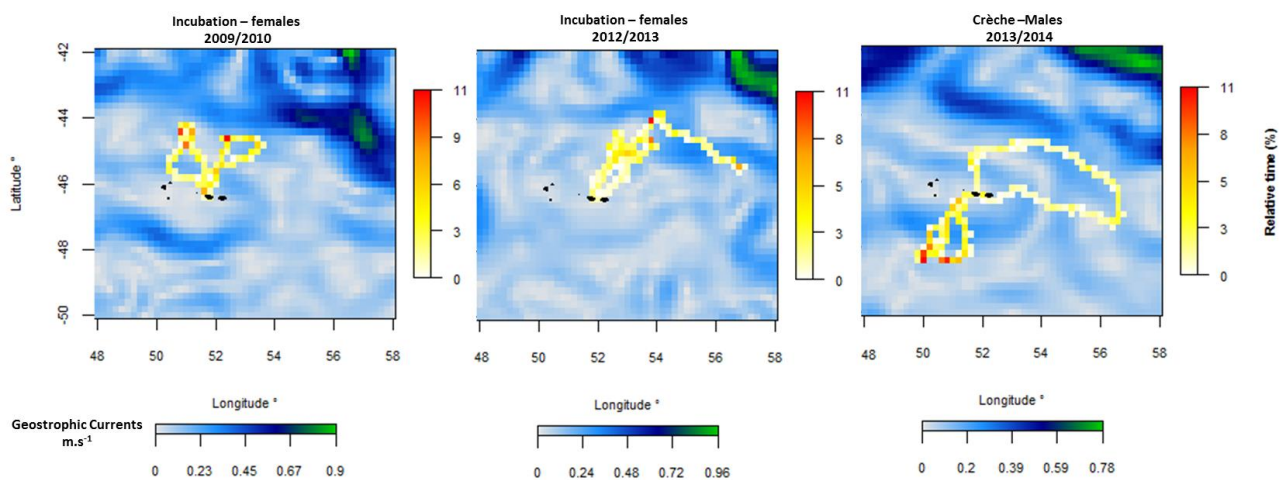 Incubation – females
2009/2010
Incubation – females
2012/2013
Crèche –Males
2013/2014
-42
-44
-46
-48
-50
Latitude °
11
9
6
3
0
11
8
5
3
0
11
8
5
3
0
Relative time (%)
48 50 52 54 56 58
48 50 52 54 56 58
48 50 52 54 56 58
Longitude °
Longitude °
Longitude °
Geostrophic Currents
m.s-1
0 0.23 0.45 0.67 0.9
0 0.24 0.48 0.72 0.96
0 0.2 0.39 0.59 0.78